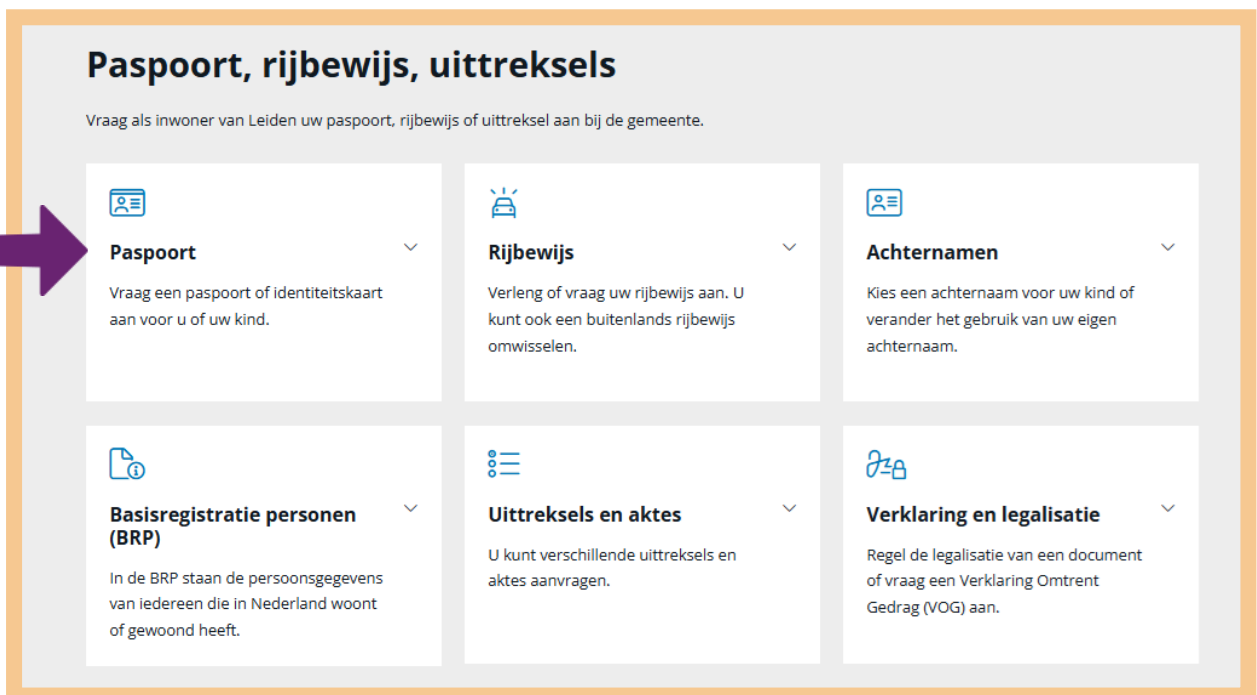 Paspoort, rijbewijs, uittreksels
Vraag als inwoner van Leiden uw paspoort, rijbewijs of uittreksel aan bij de gemeente.
Paspoort
Vraag een paspoort of identiteitskaart
aan voor u of uw kind.
Rijbewijs
Verleng of vraag uw rijbewijs aan. U
kunt ook een buitenlands rijbewijs
omwisselen.
Achternamen
Kies een achternaam voor uw kind of
verander het gebruik van uw eigen
achternaam.
Basisregistratie personen
(BRP)
In de BRP staan de persoonsgegevens
van iedereen die in Nederland woont
of gewoond heeft.
Uittreksels en aktes
U kunt verschillende uittreksels en
aktes aanvragen.
Verklaring en legalisatie
Regel de legalisatie van een document
of vraag een Verklaring Omtrent
Gedrag (VOG) aan.